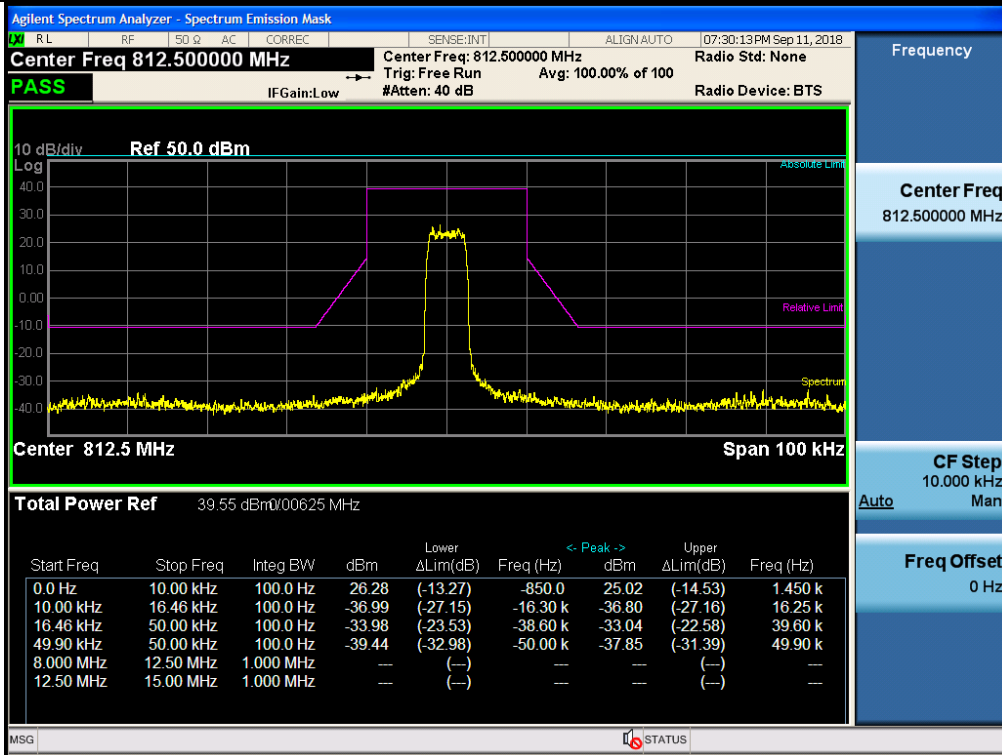 Agilent Spectrum Analyzer - Spectrum Emission Mask
LXI RL RF 50 Ω AC CORREC SENSE:INT ALIGN AUTO 07:30:13 PM Sep 11, 2018
Center Freq 812.500000 MHz Center Freq: 812.500000 MHz Radio Std: None
Trig: Free Run Avg: 100.00% of 100
PASS IFGain:Low #Atten: 40 dB Radio Device: BTS
Frequency
10 dB/div Ref 50.0 dBm
Log Absolute Limit
40.0
30.0
20.0
10.0
0.00
Relative Limit
-10.0
-20.0
-30.0
Spectrum
-40.0
Center 812.5 MHz Span 100 kHz
Center Freq
812.500000 MHz
CF Step
10.000 kHz
Auto Man
Freq Offset
0 Hz
Total Power Ref 39.55 dBm/0/00625 MHz
Lower <- Peak -> Upper
Start Freq Stop Freq Integ BW dBm ΔLim(dB) Freq (Hz) dBm ΔLim(dB) Freq (Hz)
0.0 Hz 10.00 kHz 100.0 Hz 26.28 (-13.27) -850.0 25.02 (-14.53) 1.450 k
10.00 kHz 16.46 kHz 100.0 Hz -36.99 (-27.15) -16.30 k -36.80 (-27.16) 16.25 k
16.46 kHz 50.00 kHz 100.0 Hz -33.98 (-23.53) -38.60 k -33.04 (-22.58) 39.60 k
49.90 kHz 50.00 kHz 100.0 Hz -39.44 (-32.98) -50.00 k -37.85 (-31.39) 49.90 k
8.000 MHz 12.50 MHz 1.000 MHz --- (---) --- --- (---) ---
12.50 MHz 15.00 MHz 1.000 MHz --- (---) --- --- (---) ---
MSG STATUS